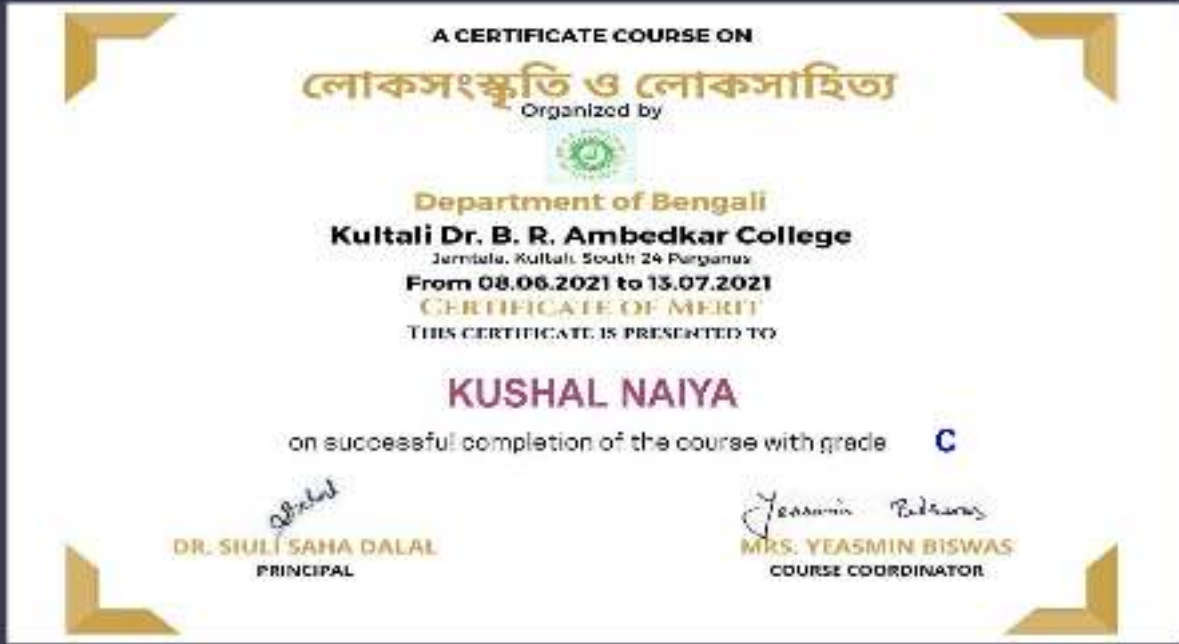 A CERTIFICATE COURSE ON
লোকসংস্কৃতি ও লোকসাহিত্য
Organized by
Department of Bengali
Kultali Dr. B. R. Ambedkar College
Jamtala, Kultali, South 24 Parganas
From 08.06.2021 to 13.07.2021
CERTIFICATE OF MERIT
THIS CERTIFICATE IS PRESENTED TO
KUSHAL NAIYA
on successful completion of the course with grade C
Yeasmin Biswas
DR. SIULI SAHA DALAL
MRS. YEASMIN BISWAS
PRINCIPAL
COURSE COORDINATOR